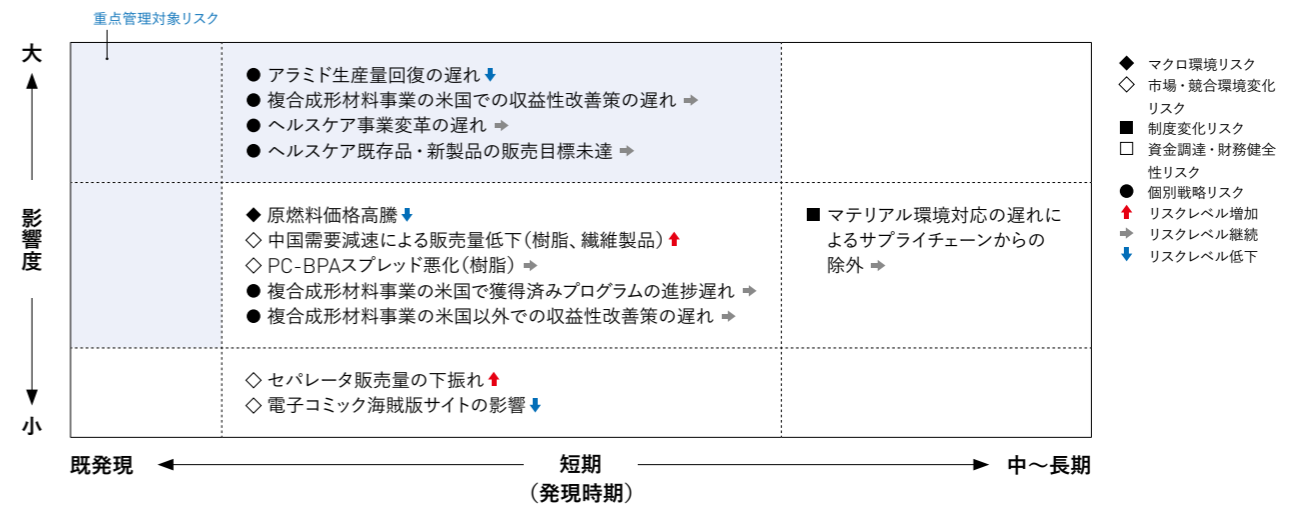 重点管理対象リスク
大
影響度
小
● アラミド生産量回復の遅れ⬇
● 複合成形材料事業の米国での収益性改善策の遅れ ➡
● ヘルスケア事業変革の遅れ ➡
● ヘルスケア既存品・新製品の販売目標未達 ➡
◆ 原燃料価格高騰⬇
◇ 中国需要減速による販売量低下(樹脂、繊維製品)⬆
◇ PC-BPAスプレッド悪化(樹脂) ➡
● 複合成形材料事業の米国で獲得済みプログラムの進捗遅れ ➡
● 複合成形材料事業の米国以外での収益性改善策の遅れ ➡
■ マテリアル環境対応の遅れに
よるサプライチェーンからの
除外 ➡
◇ セパレータ販売量の下振れ⬆
◇ 電子コミック海賊版サイトの影響⬇
既発現
短期
(発現時期)
中～長期
◆ マクロ環境リスク
◇ 市場・競合環境変化
リスク
■ 制度変化リスク
□ 資金調達・財務健全
性リスク
● 個別戦略リスク
⬆ リスクレベル増加
➡ リスクレベル継続
⬇ リスクレベル低下